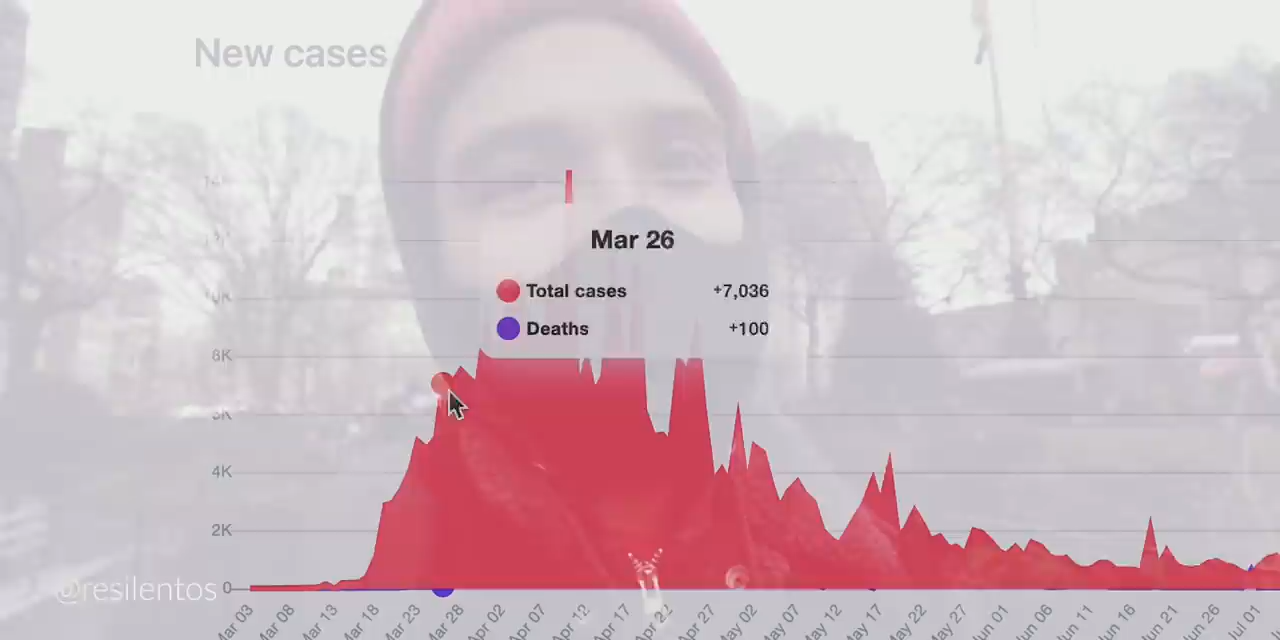 New cases
Mar 26
Total cases +7,036
Deaths +100
6K
4K
2K
0
Mar 03 Mar 08 Mar 13 Mar 18 Mar 23 Mar 28 Apr 02 Apr 07 Apr 12 Apr 17 Apr 22 Apr 27 May 02 May 07 May 12 May 17 May 22 May 27 Jun 01 Jun 06 Jun 11 Jun 16 Jun 21 Jun 26 Jul 01
@resilentos